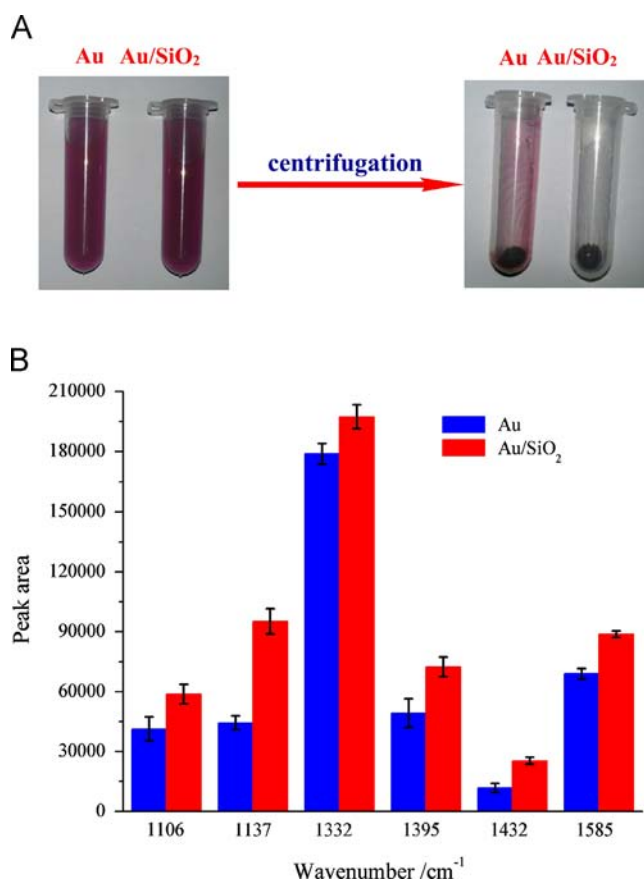 A
Au Au/SiO₂
centrifugation
Au Au/SiO₂
B
210000
180000
150000
120000
90000
60000
30000
0
Peak area
Au
Au/SiO₂
1106 1137 1332 1395 1432 1585
Wavenumber /cm⁻¹